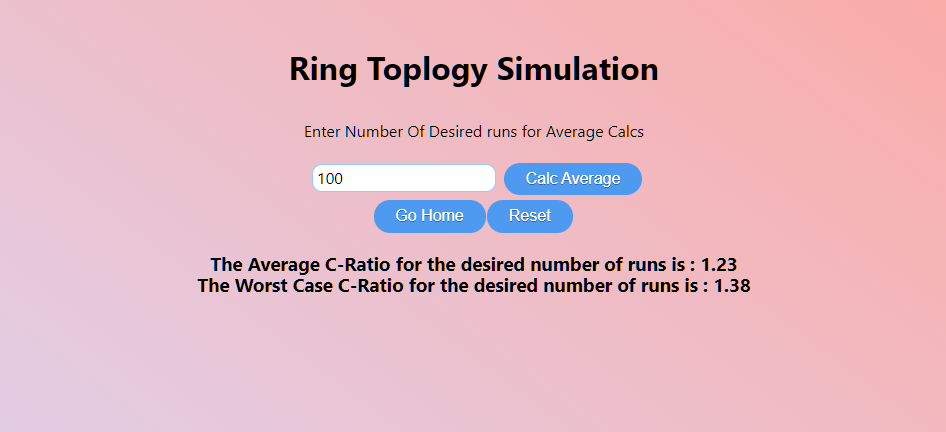 Ring Toplogy Simulation
Enter Number Of Desired runs for Average Calcs
100 Calc Average
Go Home Reset
The Average C-Ratio for the desired number of runs is : 1.23
The Worst Case C-Ratio for the desired number of runs is : 1.38